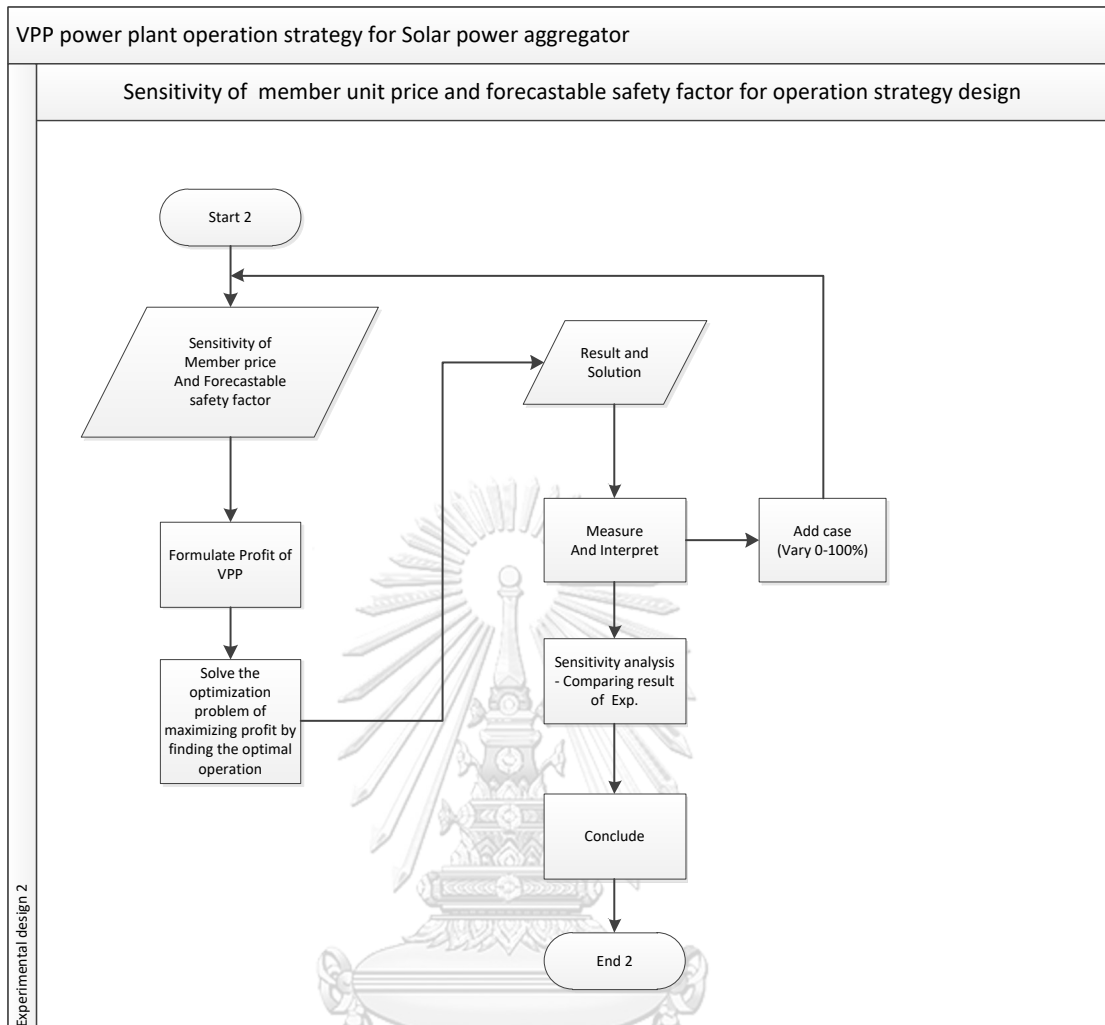 VPP power plant operation strategy for Solar power aggregator
Sensitivity of  member unit price and forecastable safety factor for operation strategy design
Experimental design 2
Start 2
Sensitivity of
Member price
And Forecastable
safety factor
Formulate Profit of
VPP
Solve the
optimization
problem of
maximizing profit by
finding the optimal
operation
Result and
Solution
Measure
And Interpret
Add case
(Vary 0-100%)
Sensitivity analysis
- Comparing result
of  Exp.
Conclude
End 2